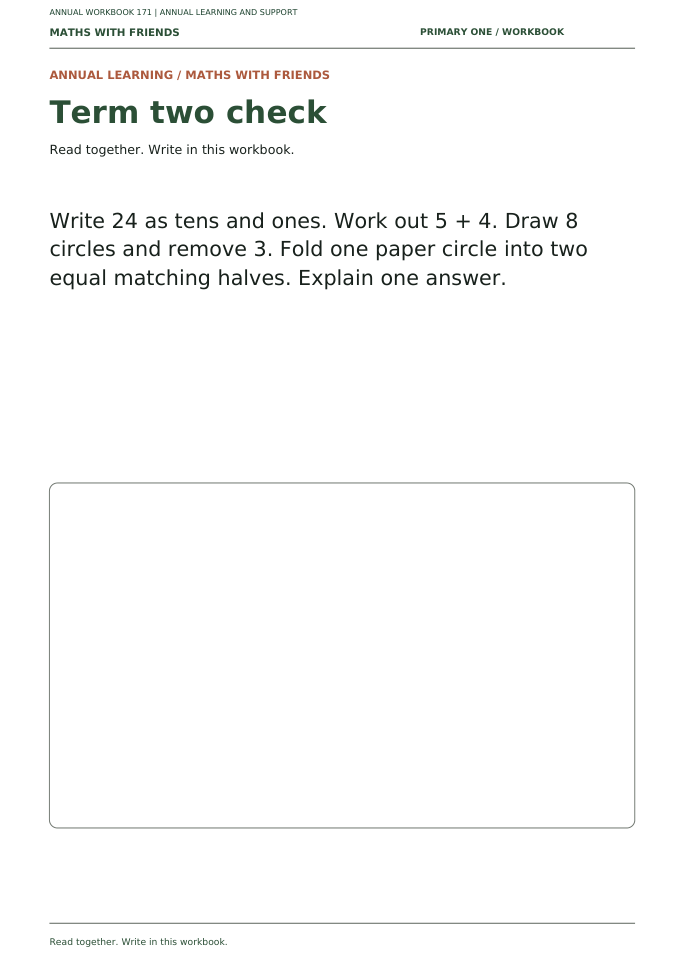 ANNUAL WORKBOOK 171 | ANNUAL LEARNING AND SUPPORT
MATHS WITH FRIENDS
PRIMARY ONE / WORKBOOK
ANNUAL LEARNING / MATHS WITH FRIENDS
Term two check
Read together. Write in this workbook.
Write 24 as tens and ones. Work out 5 + 4. Draw 8
circles and remove 3. Fold one paper circle into two
equal matching halves. Explain one answer.
Read together. Write in this workbook.